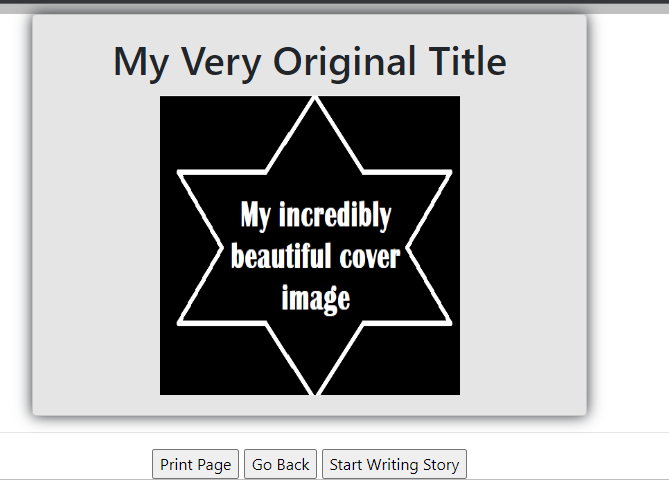 My Very Original Title
My incredibly
beautiful cover
image
Print Page Go Back Start Writing Story